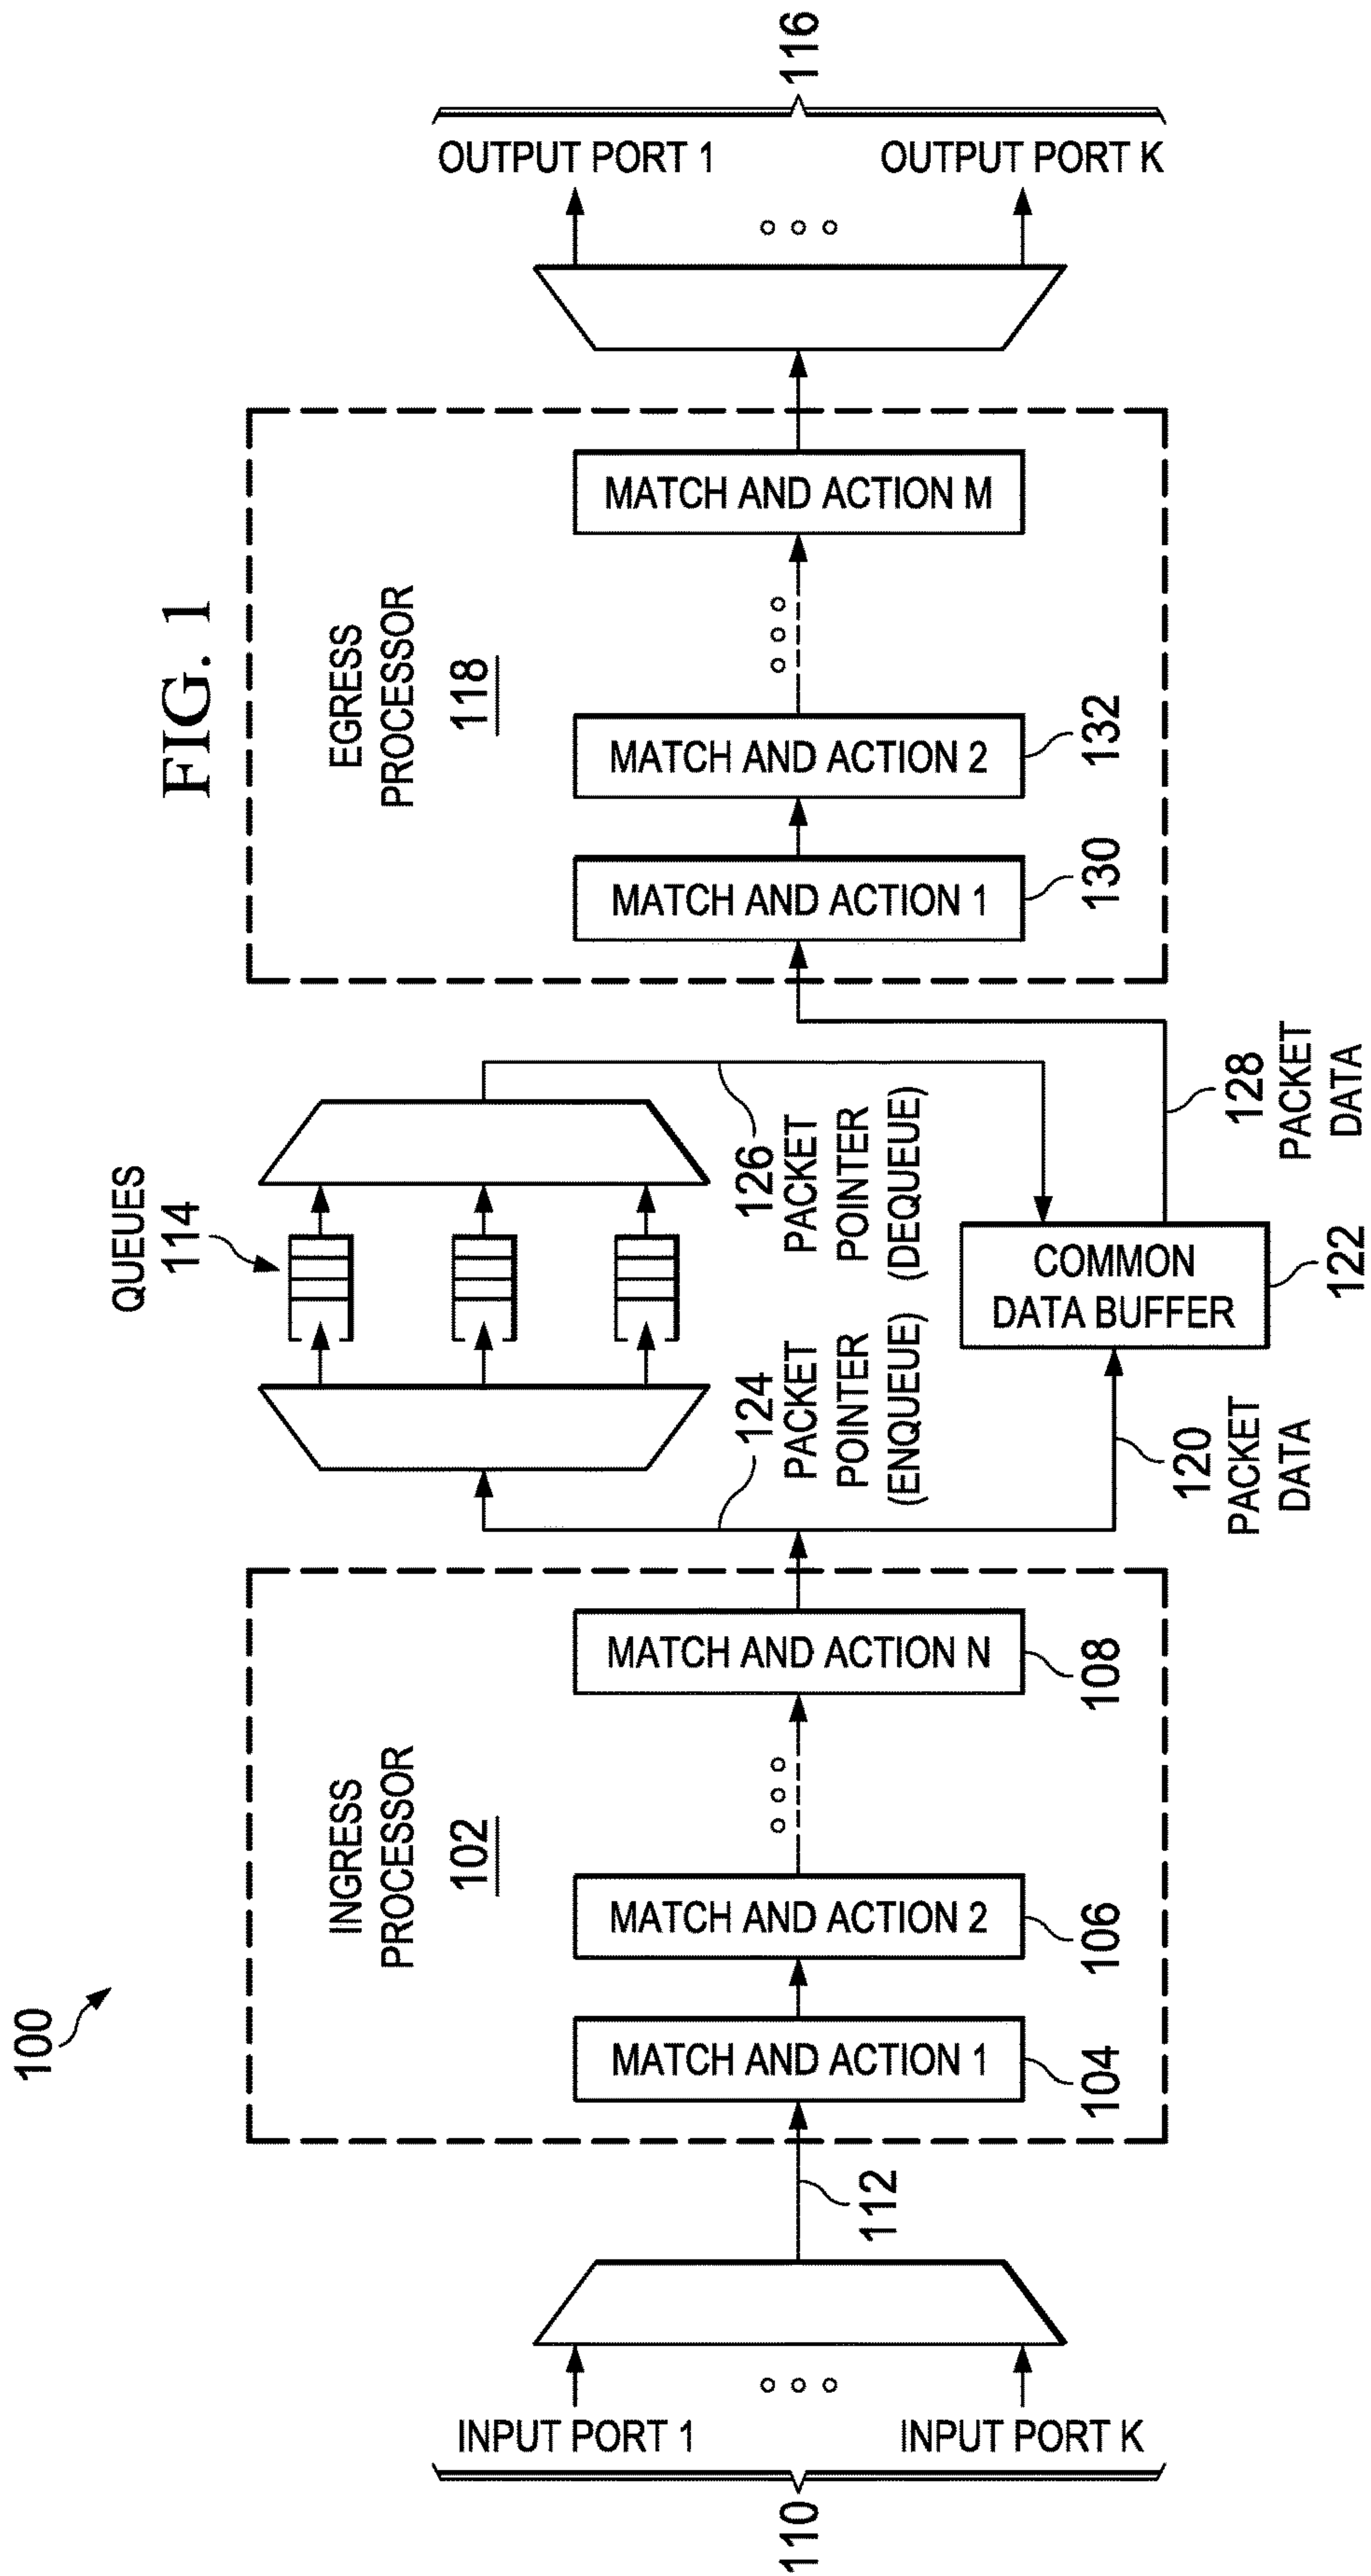 FIG. 1
100
INPUT PORT 1
INPUT PORT K
110
112
INGRESS
PROCESSOR
102
MATCH AND ACTION 1
104
MATCH AND ACTION 2
106
MATCH AND ACTION N
108
QUEUES
114
124
PACKET
POINTER
(ENQUEUE)
126
PACKET
POINTER
(DEQUEUE)
120
PACKET
DATA
COMMON
DATA BUFFER
122
128
PACKET
DATA
EGRESS
PROCESSOR
118
MATCH AND ACTION 1
130
MATCH AND ACTION 2
132
MATCH AND ACTION M
OUTPUT PORT 1
OUTPUT PORT K
116